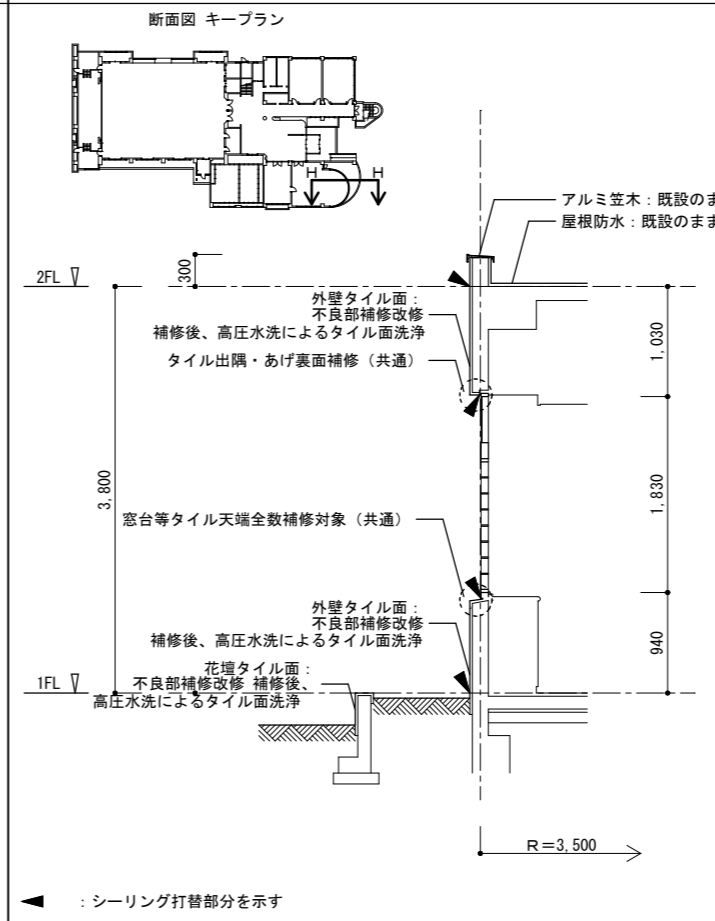 断面図 キープラン
H H
アルミ笠木：既設のま
屋根防水：既設のまま
300
2FL
外壁タイル面：
不良部補修改修
補修後、高圧水洗によるタイル面洗浄
1,030
タイル出隅・あげ裏面補修（共通）
3,800
1,830
窓台等タイル天端全数補修対象（共通）
外壁タイル面：
不良部補修改修
補修後、高圧水洗によるタイル面洗浄
940
花壇タイル面：
1FL
不良部補修改修 補修後、
高圧水洗によるタイル面洗浄
R＝3,500
：シーリング打替部分を示す